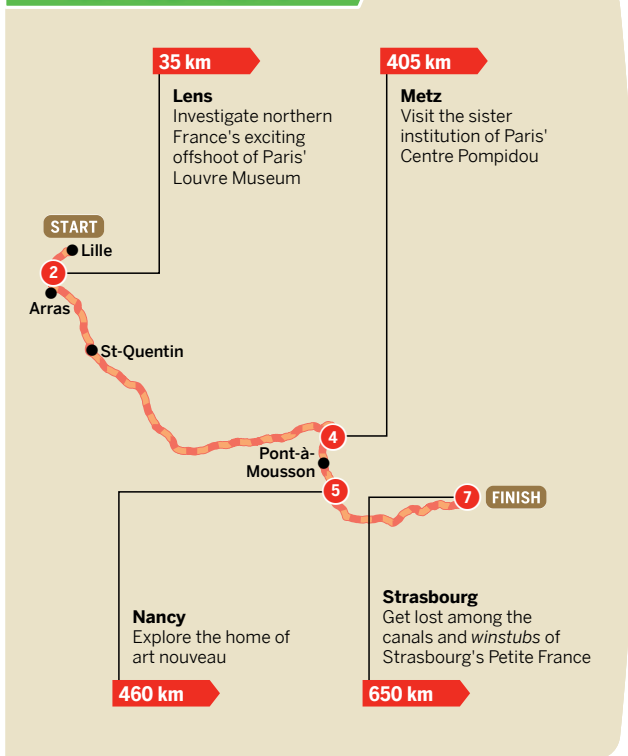 35 km
Lens
Investigate northern
France's exciting
offshoot of Paris'
Louvre Museum
405 km
Metz
Visit the sister
institution of Paris'
Centre Pompidou
START
Lille
2
Arras
St-Quentin
4
Pont-à-
Mousson
5
7
FINISH
Nancy
Explore the home of
art nouveau
460 km
Strasbourg
Get lost among the
canals and winstubs of
Strasbourg's Petite France
650 km